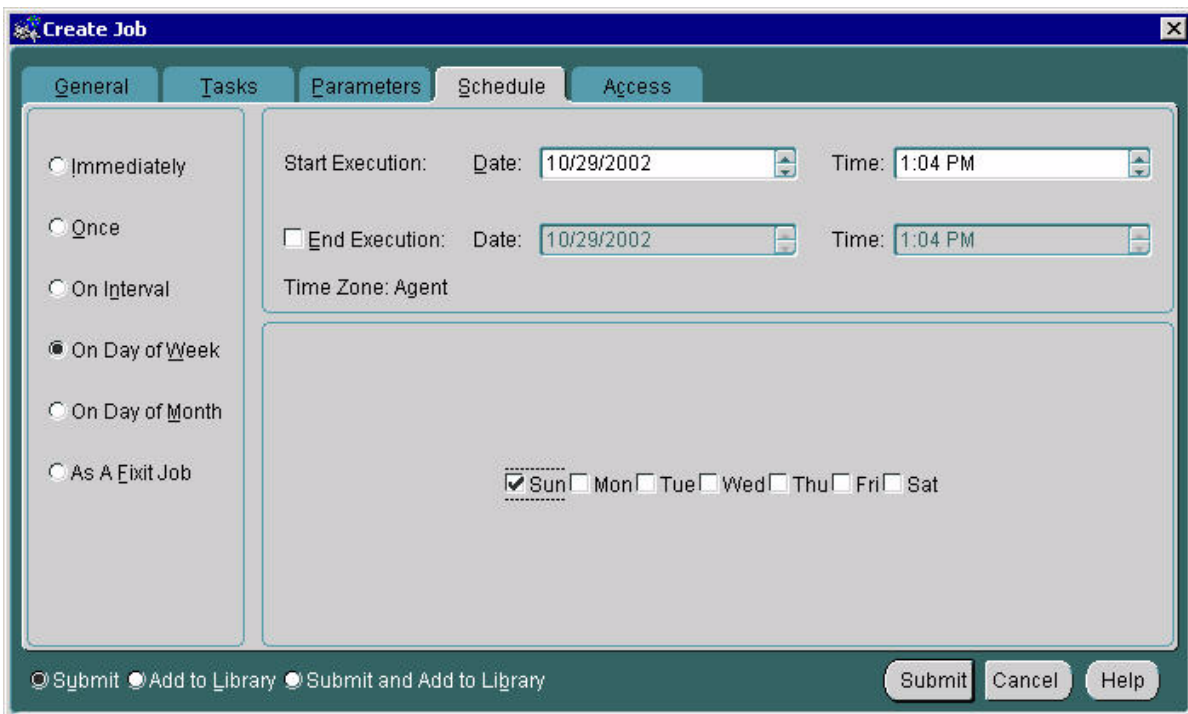 Create Job
General Tasks Parameters Schedule Access
Immediately
Once
On Interval
On Day of Week
On Day of Month
As A Fixit Job
Start Execution: Date: 10/29/2002 Time: 1:04 PM
End Execution: Date: 10/29/2002 Time: 1:04 PM
Time Zone: Agent
Sun Mon Tue Wed Thu Fri Sat
Submit Add to Library Submit and Add to Library
Submit Cancel Help